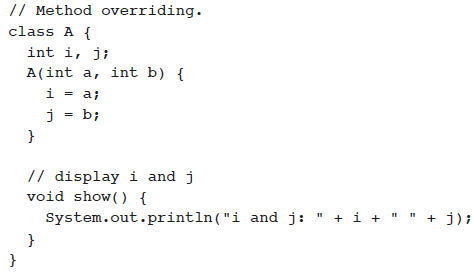 // Method overriding.
class A {
  int i, j;
  A(int a, int b) {
    i = a;
    j = b;
  }

  // display i and j
  void show() {
    System.out.println("i and j: " + i + " " + j);
  }
}